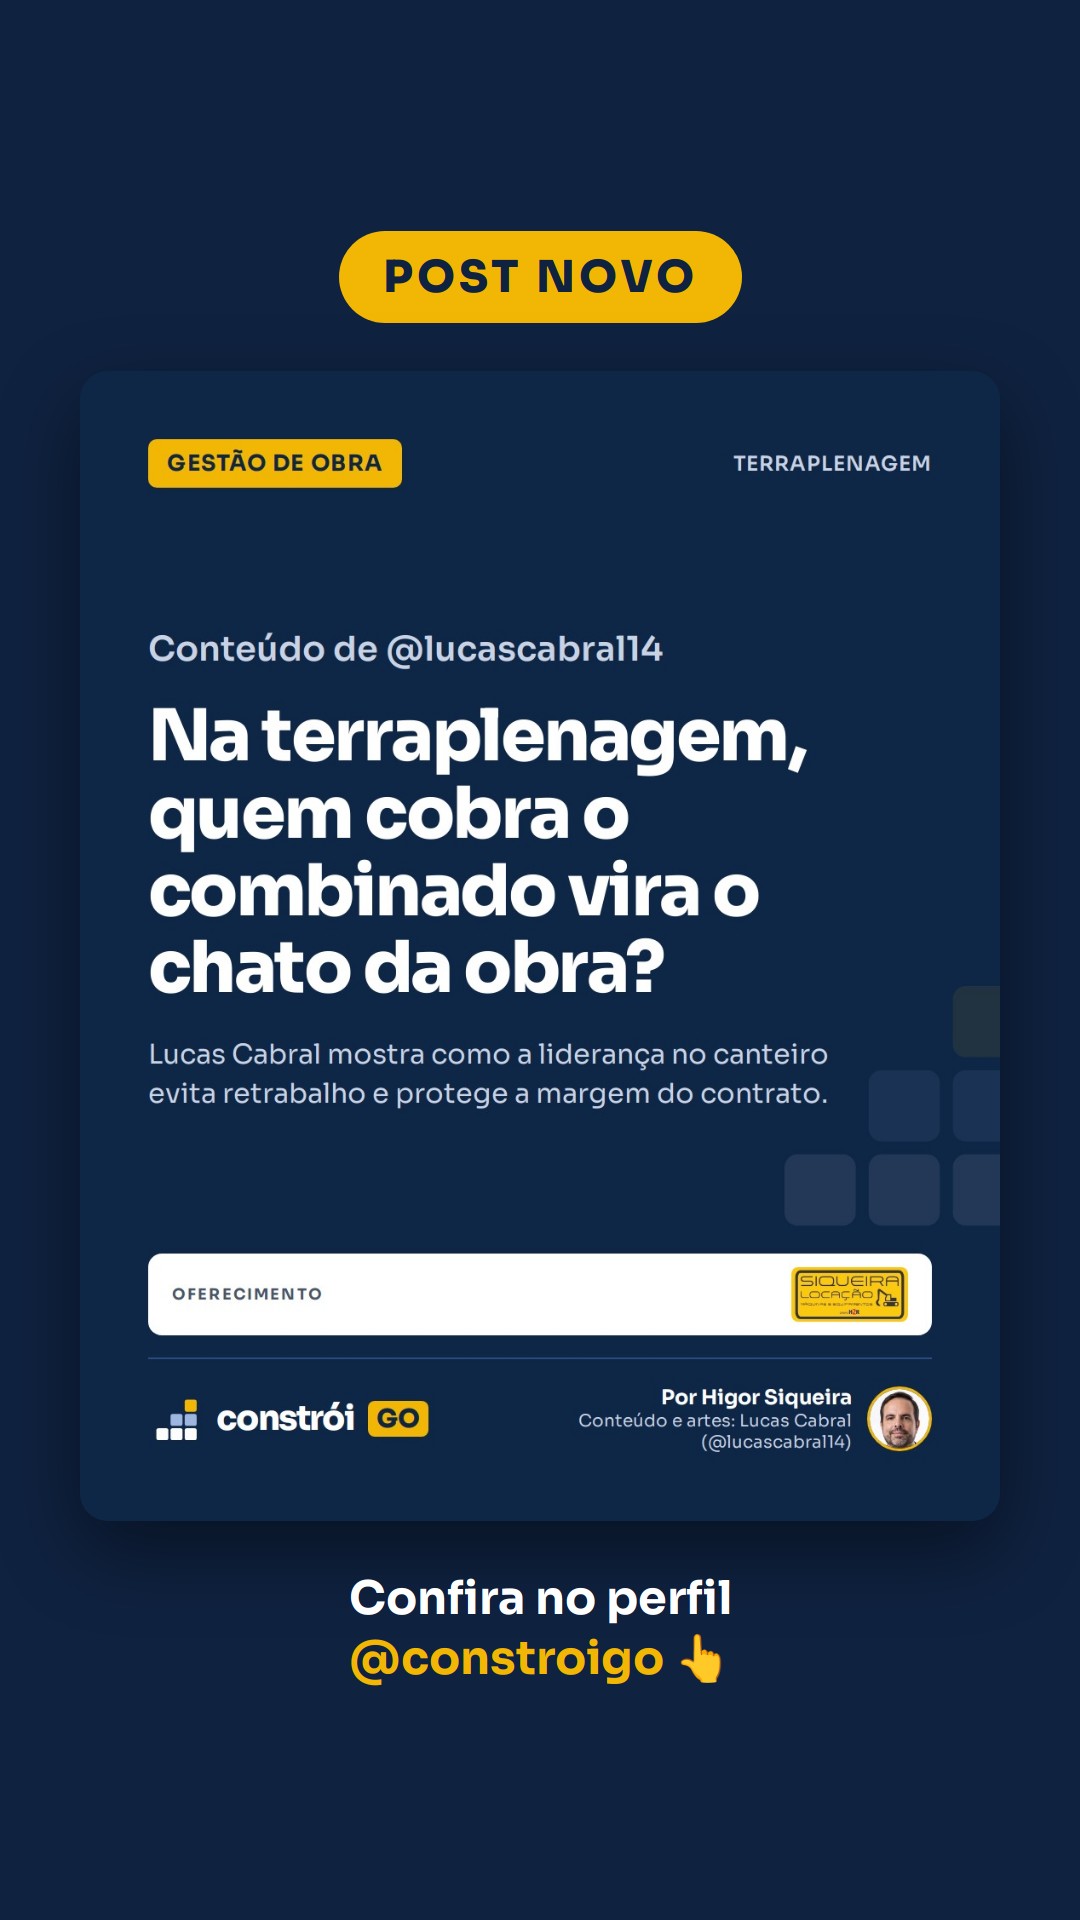 POST NOVO
GESTÃO DE OBRA
TERRAPLENAGEM
Conteúdo de @lucascabral14
Na terraplenagem,
quem cobra o
combinado vira o
chato da obra?
Lucas Cabral mostra como a liderança no canteiro
evita retrabalho e protege a margem do contrato.
OFERECIMENTO
SIQUEIRA
LOCAÇÃO
constrói GO
Por Higor Siqueira
Conteúdo e artes: Lucas Cabral
(@lucascabral14)
Confira no perfil
@constroigo